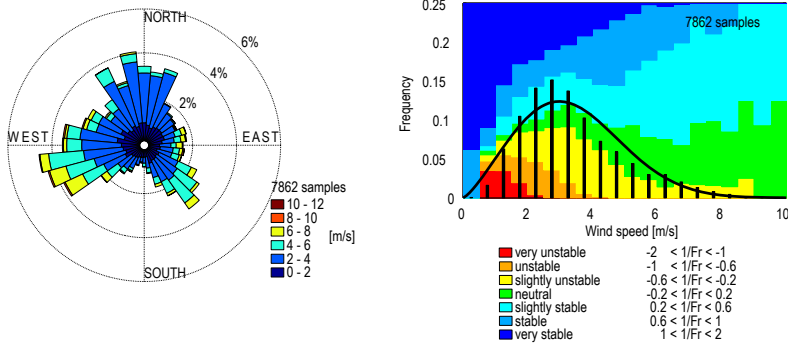 NORTH
6%
4%
2%
WEST
EAST
SOUTH
7862 samples
10 - 12
8 - 10
6 - 8
4 - 6
2 - 4
0 - 2
[m/s]
0.25
0.2
0.15
0.1
0.05
0
Frequency
7862 samples
0 2 4 6 8 10
Wind speed [m/s]
very unstable -2 < 1/Fr < -1
unstable -1 < 1/Fr < -0.6
slightly unstable -0.6 < 1/Fr < -0.2
neutral -0.2 < 1/Fr < 0.2
slightly stable 0.2 < 1/Fr < 0.6
stable 0.6 < 1/Fr < 1
very stable 1 < 1/Fr < 2